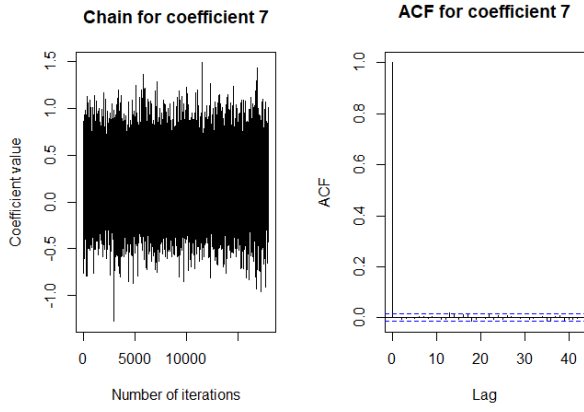 Chain for coefficient 7
Coefficient value
1.5
1.0
0.5
0.0
-0.5
-1.0
0 5000 10000
Number of iterations
ACF for coefficient 7
ACF
1.0
0.8
0.6
0.4
0.2
0.0
0 10 20 30 40
Lag